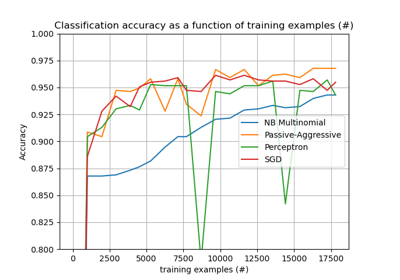 Classification accuracy as a function of training examples (#)
1.000
0.975
0.950
0.925
0.900
0.875
0.850
0.825
0.800
Accuracy
NB Multinomial
Passive-Aggressive
Perceptron
SGD
0 2500 5000 7500 10000 12500 15000 17500
training examples (#)